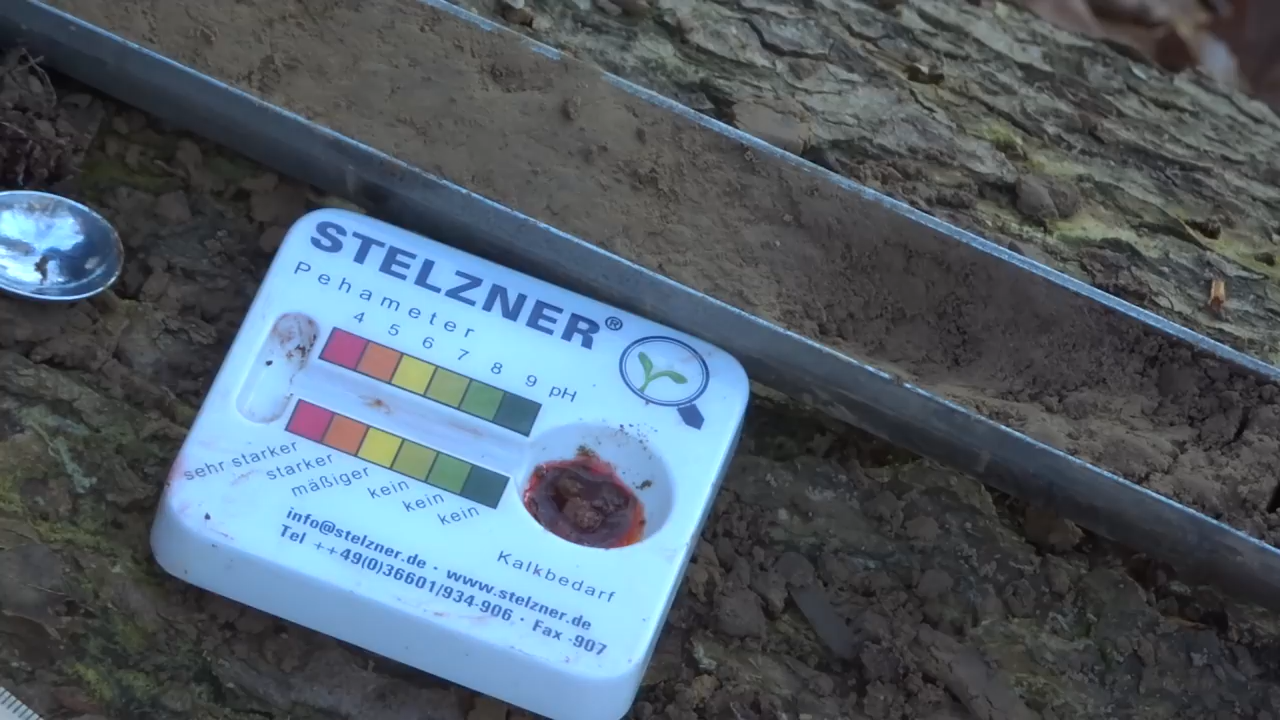 STELZNER®
Pehameter
4 5 6 7 8 9 pH
sehr starker
starker
mäßiger
kein
kein
kein
Kalkbedarf
info@stelzner.de · www.stelzner.de
Tel ++49(0)36601/934-906 · Fax -907